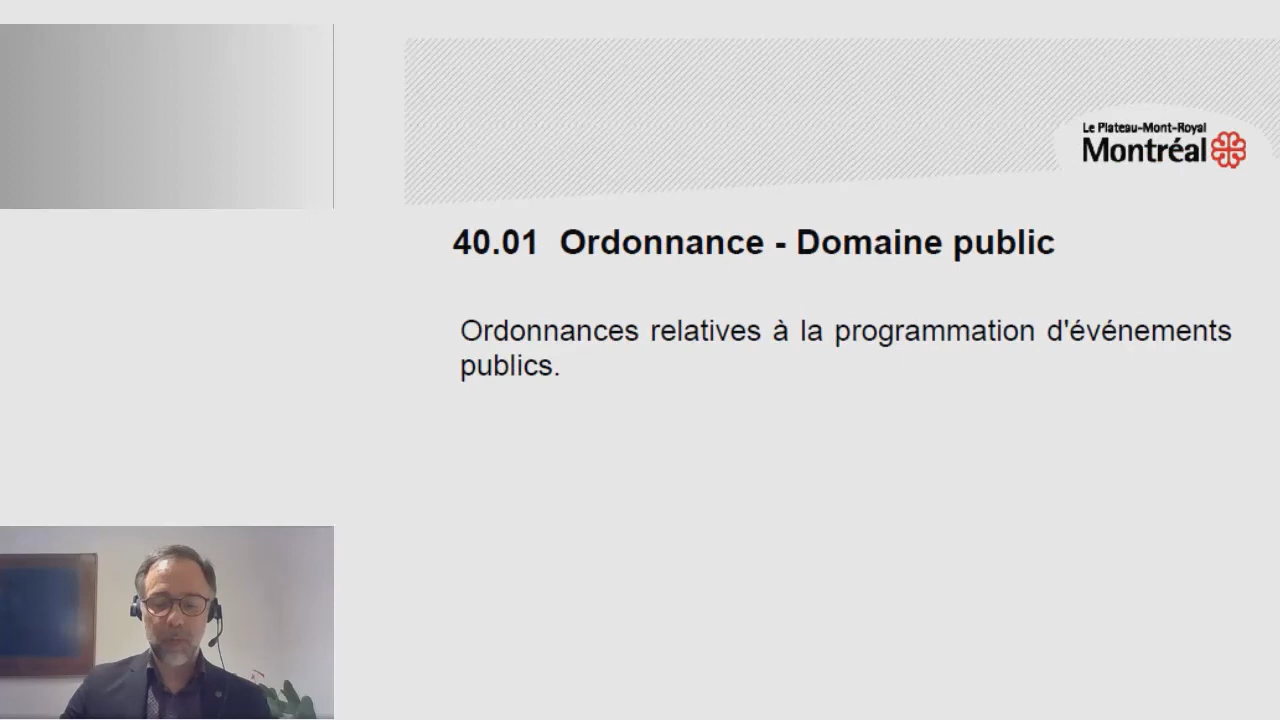 Le Plateau-Mont-Royal
Montréal
40.01 Ordonnance - Domaine public
Ordonnances relatives à la programmation d'événements
publics.